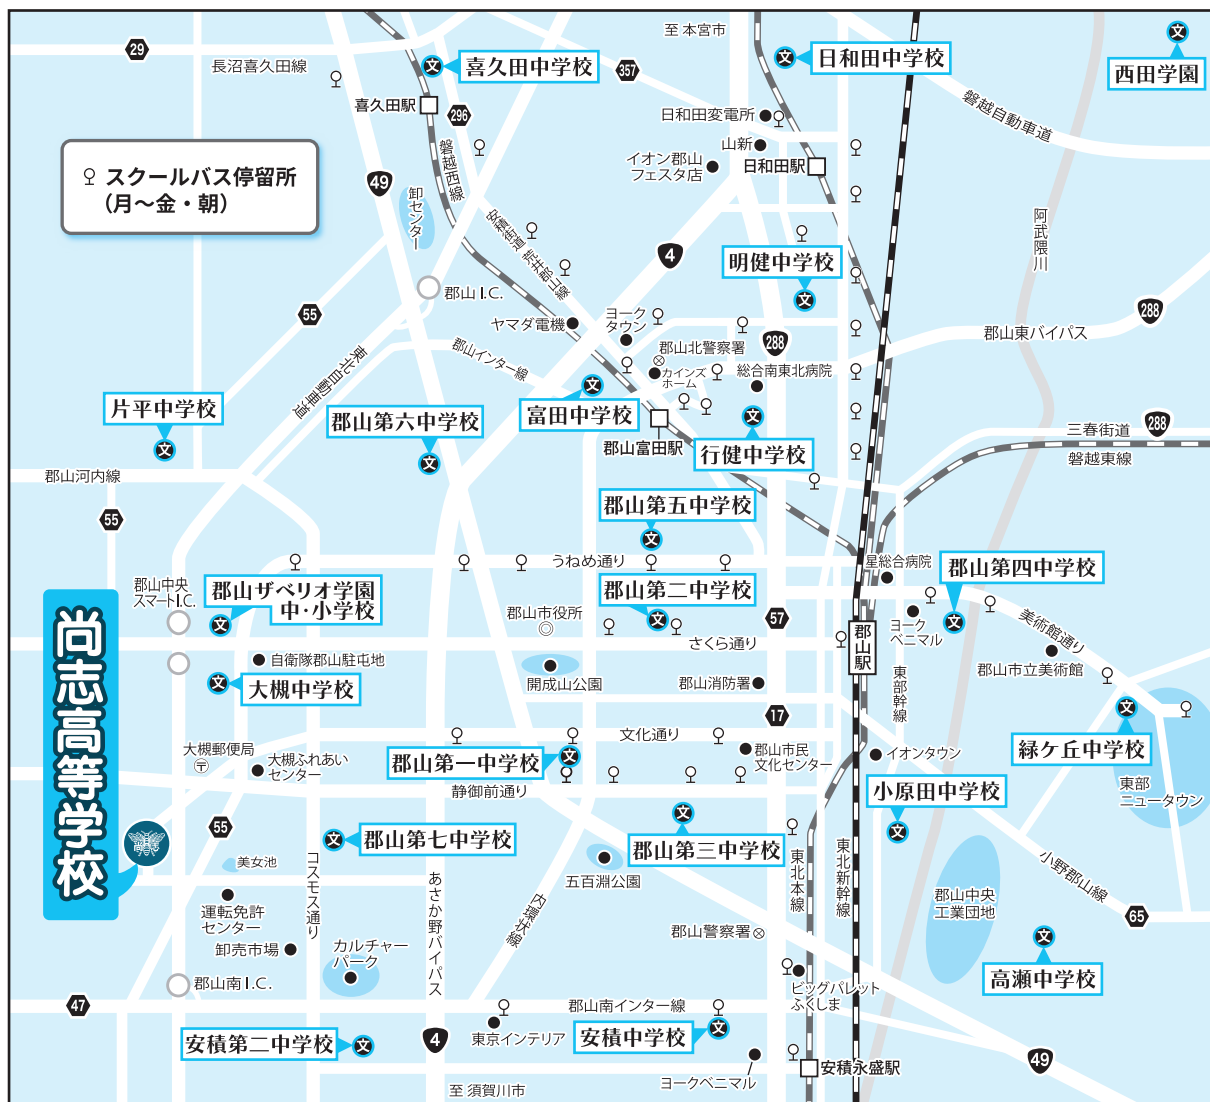 29
長沼喜久田線
喜久田中学校
喜久田駅
296
357
至 本宮市
日和田中学校
西田学園
磐越自動車道
日和田変電所
山新
イオン郡山
フェスタ店
日和田駅
スクールバス停留所
(月〜金・朝)
49
卸センター
磐越西線
安積街道
荒井郡山線
4
明健中学校
阿武隈川
郡山 I.C.
55
ヤマダ電機
ヨーク
タウン
郡山北警察署
カインズ
ホーム
288
総合南東北病院
郡山東バイパス
288
東北自動車道
郡山インター線
片平中学校
郡山第六中学校
富田中学校
郡山富田駅
行健中学校
三春街道
288
磐越東線
郡山河内線
55
郡山第五中学校
うねめ通り
星総合病院
郡山第四中学校
郡山中央
スマートI.C.
郡山ザベリオ学園
中・小学校
郡山市役所
郡山第二中学校
57
ヨーク
ベニマル
美術館通り
さくら通り
郡山駅
郡山市立美術館
自衛隊郡山駐屯地
大槻中学校
開成山公園
郡山消防署
東部幹線
17
尚志高等学校
大槻郵便局
大槻ふれあい
センター
文化通り
郡山第一中学校
静御前通り
郡山市民
文化センター
イオンタウン
緑ケ丘中学校
東部
ニュータウン
小原田中学校
55
郡山第七中学校
郡山第三中学校
美女池
コスモス通り
五百淵公園
東北本線
東北新幹線
小野郡山線
あさか野バイパス
内環状線
運転免許
センター
郡山中央
工業団地
65
卸売市場
カルチャー
パーク
郡山警察署
高瀬中学校
郡山南I.C.
47
ビッグパレット
ふくしま
郡山南インター線
安積第二中学校
4
東京インテリア
安積中学校
49
ヨークベニマル
安積永盛駅
至 須賀川市